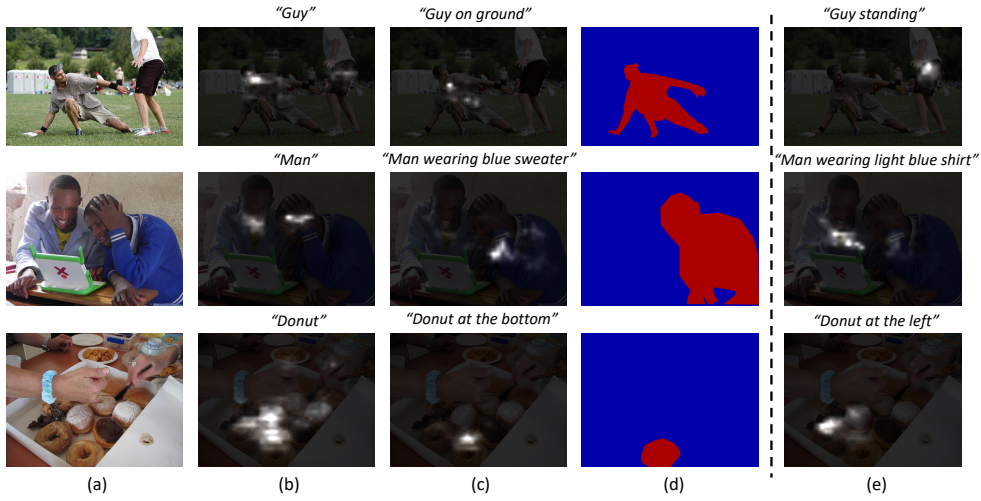 “Guy” “Guy on ground” “Guy standing”
“Man” “Man wearing blue sweater” “Man wearing light blue shirt”
“Donut” “Donut at the bottom” “Donut at the left”
(a) (b) (c) (d) (e)